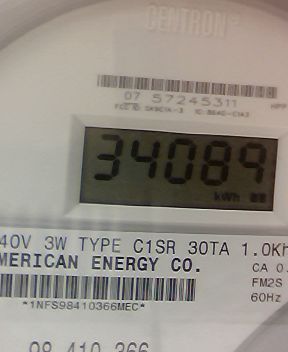 CENTRON®
07 57245311
34089
kWh
40V 3W TYPE C1SR 30TA 1.0Kh
MERICAN ENERGY CO.
CA 0.
FM2S
60Hz
*1NFS98410366MEC*
98 410 366